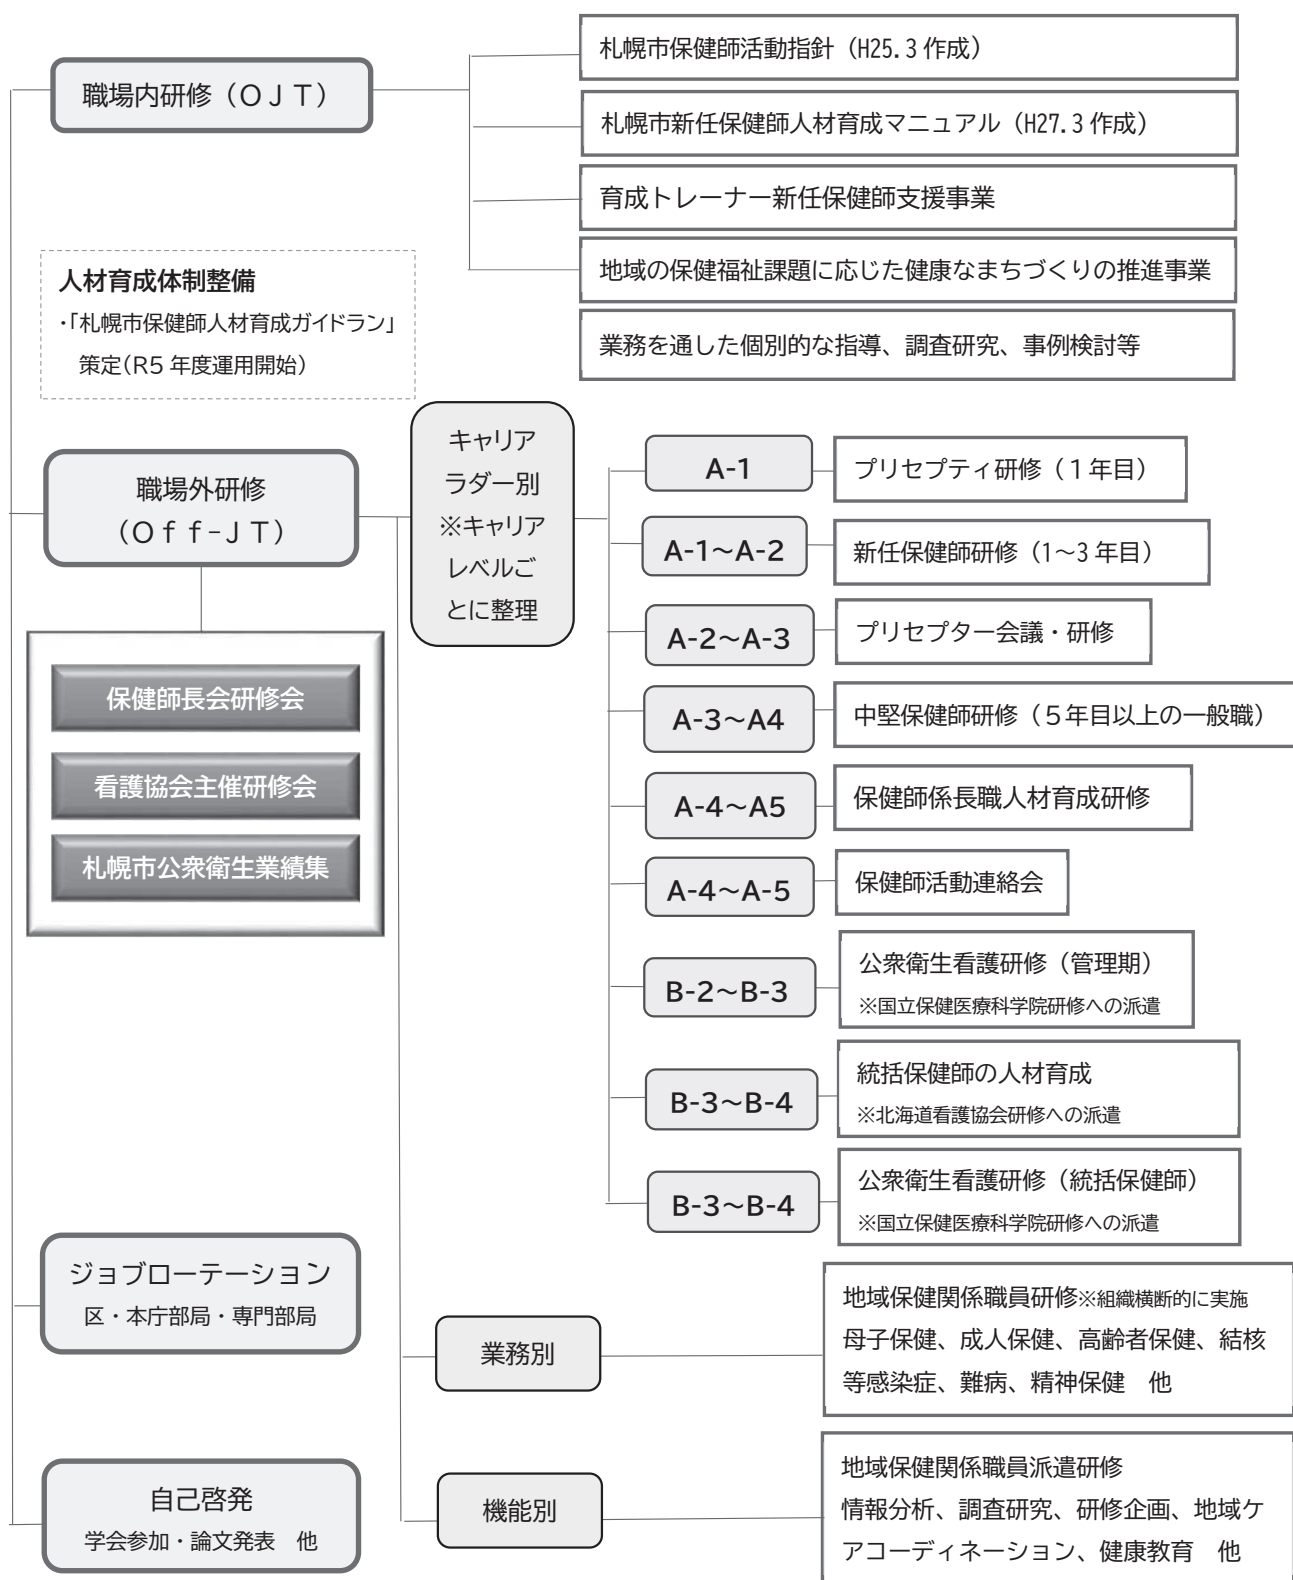 職場内研修（ＯＪＴ）
札幌市保健師活動指針（H25.3 作成）
札幌市新任保健師人材育成マニュアル（H27.3 作成）
育成トレーナー新任保健師支援事業
地域の保健福祉課題に応じた健康なまちづくりの推進事業
業務を通した個別的な指導、調査研究、事例検討等
人材育成体制整備
・「札幌市保健師人材育成ガイドラン」
策定（R5 年度運用開始）
職場外研修
（Ｏｆｆ-ＪＴ）
保健師長会研修会
看護協会主催研修会
札幌市公衆衛生業績集
キャリア
ラダー別
※キャリア
レベルご
とに整理
A-1
プリセプティ研修（１年目）
A-1～A-2
新任保健師研修（1～3 年目）
A-2～A-3
プリセプター会議・研修
A-3～A4
中堅保健師研修（５年目以上の一般職）
A-4～A5
保健師係長職人材育成研修
A-4～A-5
保健師活動連絡会
B-2～B-3
公衆衛生看護研修（管理期）
※国立保健医療科学院研修への派遣
B-3～B-4
統括保健師の人材育成
※北海道看護協会研修への派遣
B-3～B-4
公衆衛生看護研修（統括保健師）
※国立保健医療科学院研修への派遣
ジョブローテーション
区・本庁部局・専門部局
業務別
地域保健関係職員研修※組織横断的に実施
母子保健、成人保健、高齢者保健、結核
等感染症、難病、精神保健　他
自己啓発
学会参加・論文発表　他
機能別
地域保健関係職員派遣研修
情報分析、調査研究、研修企画、地域ケ
アコーディネーション、健康教育　他